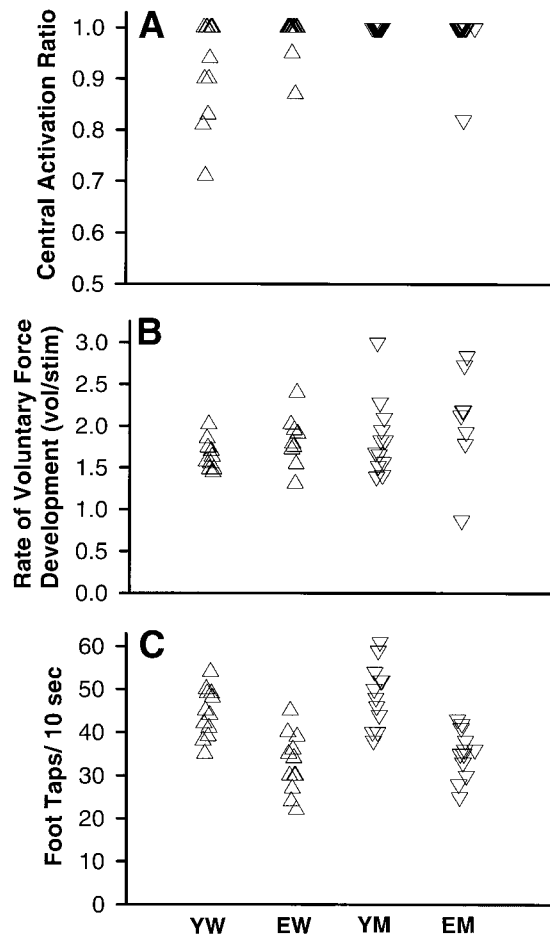 A
Central Activation Ratio
1.0
0.9
0.8
0.7
0.6
0.5
B
Rate of Voluntary Force
Development (vol/stim)
3.0
2.5
2.0
1.5
1.0
0.5
0.0
C
Foot Taps/ 10 sec
60
50
40
30
20
10
0
YW EW YM EM